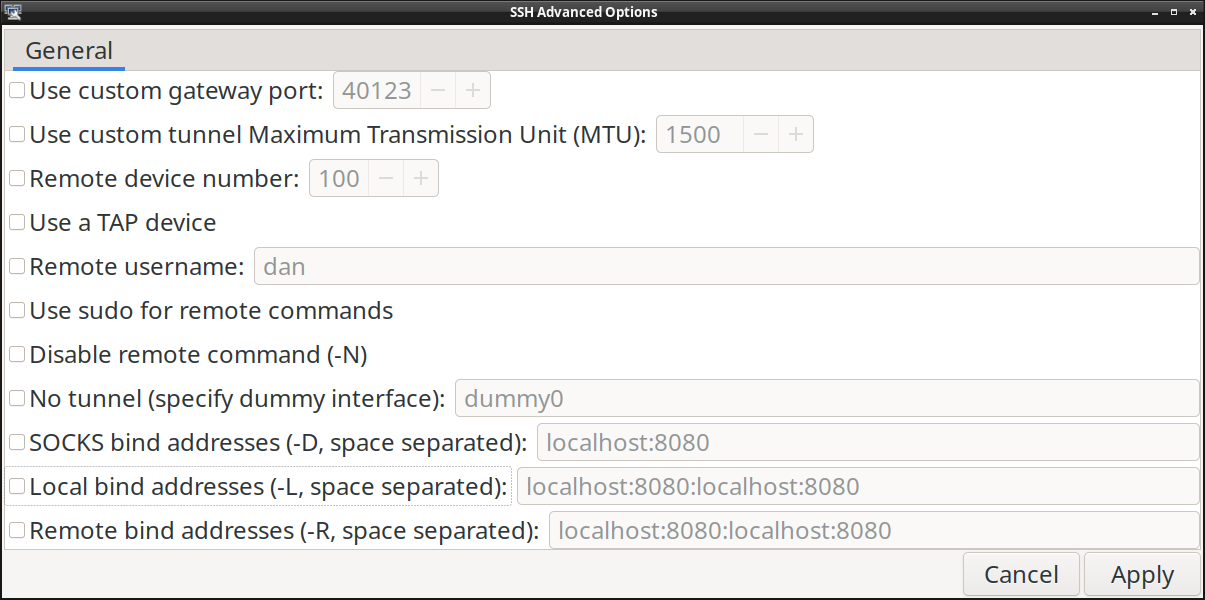 SSH Advanced Options
General
Use custom gateway port: 40123
Use custom tunnel Maximum Transmission Unit (MTU): 1500
Remote device number: 100
Use a TAP device
Remote username: dan
Use sudo for remote commands
Disable remote command (-N)
No tunnel (specify dummy interface): dummy0
SOCKS bind addresses (-D, space separated): localhost:8080
Local bind addresses (-L, space separated): localhost:8080:localhost:8080
Remote bind addresses (-R, space separated): localhost:8080:localhost:8080
Cancel Apply